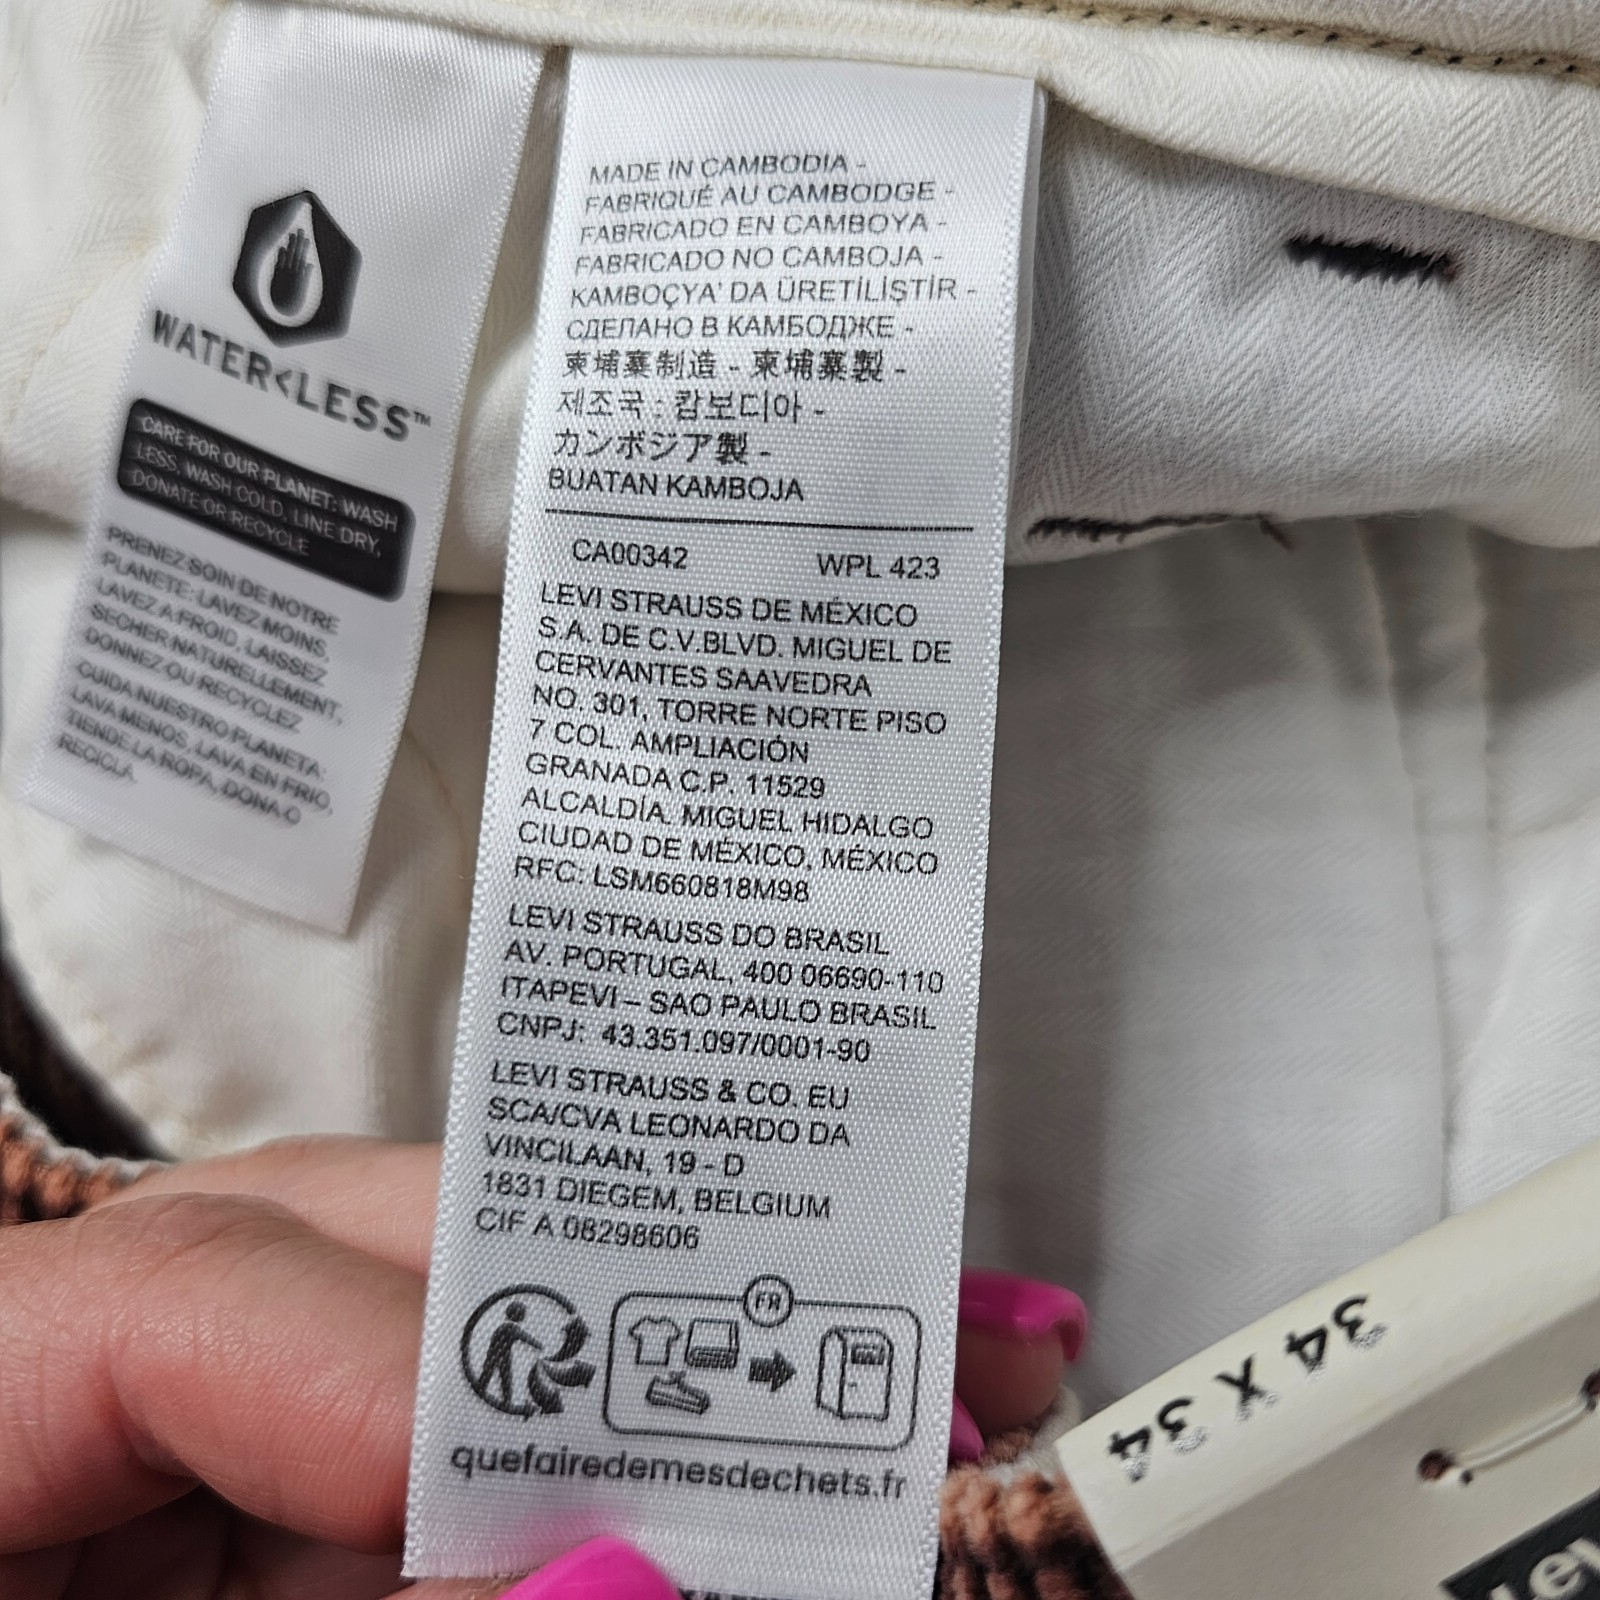 WATER<LESS™
CARE FOR OUR PLANET: WASH
LESS, WASH COLD, LINE DRY,
DONATE OR RECYCLE
PRENEZ SOIN DE NOTRE
PLANETE: LAVEZ MOINS,
LAVEZ A FROID, LAISSEZ
SECHER NATURELLEMENT,
DONNEZ OU RECYCLEZ
CUIDA NUESTRO PLANETA:
LAVA MENOS, LAVA EN FRIO,
TIENDE LA ROPA, DONA O
RECICLA
MADE IN CAMBODIA -
FABRIQUÉ AU CAMBODGE -
FABRICADO EN CAMBOYA -
FABRICADO NO CAMBOJA -
KAMBOÇYA' DA ÜRETİLİŞTİR -
СДЕЛАНО В КАМБОДЖЕ -
柬埔寨制造 - 柬埔寨製 -
제조국 : 캄보디아 -
カンボジア製 -
BUATAN KAMBOJA
CA00342 WPL 423
LEVI STRAUSS DE MÉXICO
S.A. DE C.V.BLVD. MIGUEL DE
CERVANTES SAAVEDRA
NO. 301, TORRE NORTE PISO
7 COL. AMPLIACIÓN
GRANADA C.P. 11529
ALCALDÍA. MIGUEL HIDALGO
CIUDAD DE MÉXICO, MÉXICO
RFC: LSM660818M98
LEVI STRAUSS DO BRASIL
AV. PORTUGAL, 400 06690-110
ITAPEVI – SAO PAULO BRASIL
CNPJ: 43.351.097/0001-90
LEVI STRAUSS & CO. EU
SCA/CVA LEONARDO DA
VINCILAAN, 19 - D
1831 DIEGEM, BELGIUM
CIF A 08298606
FR
quefairedemesdechets.fr
34 X 34